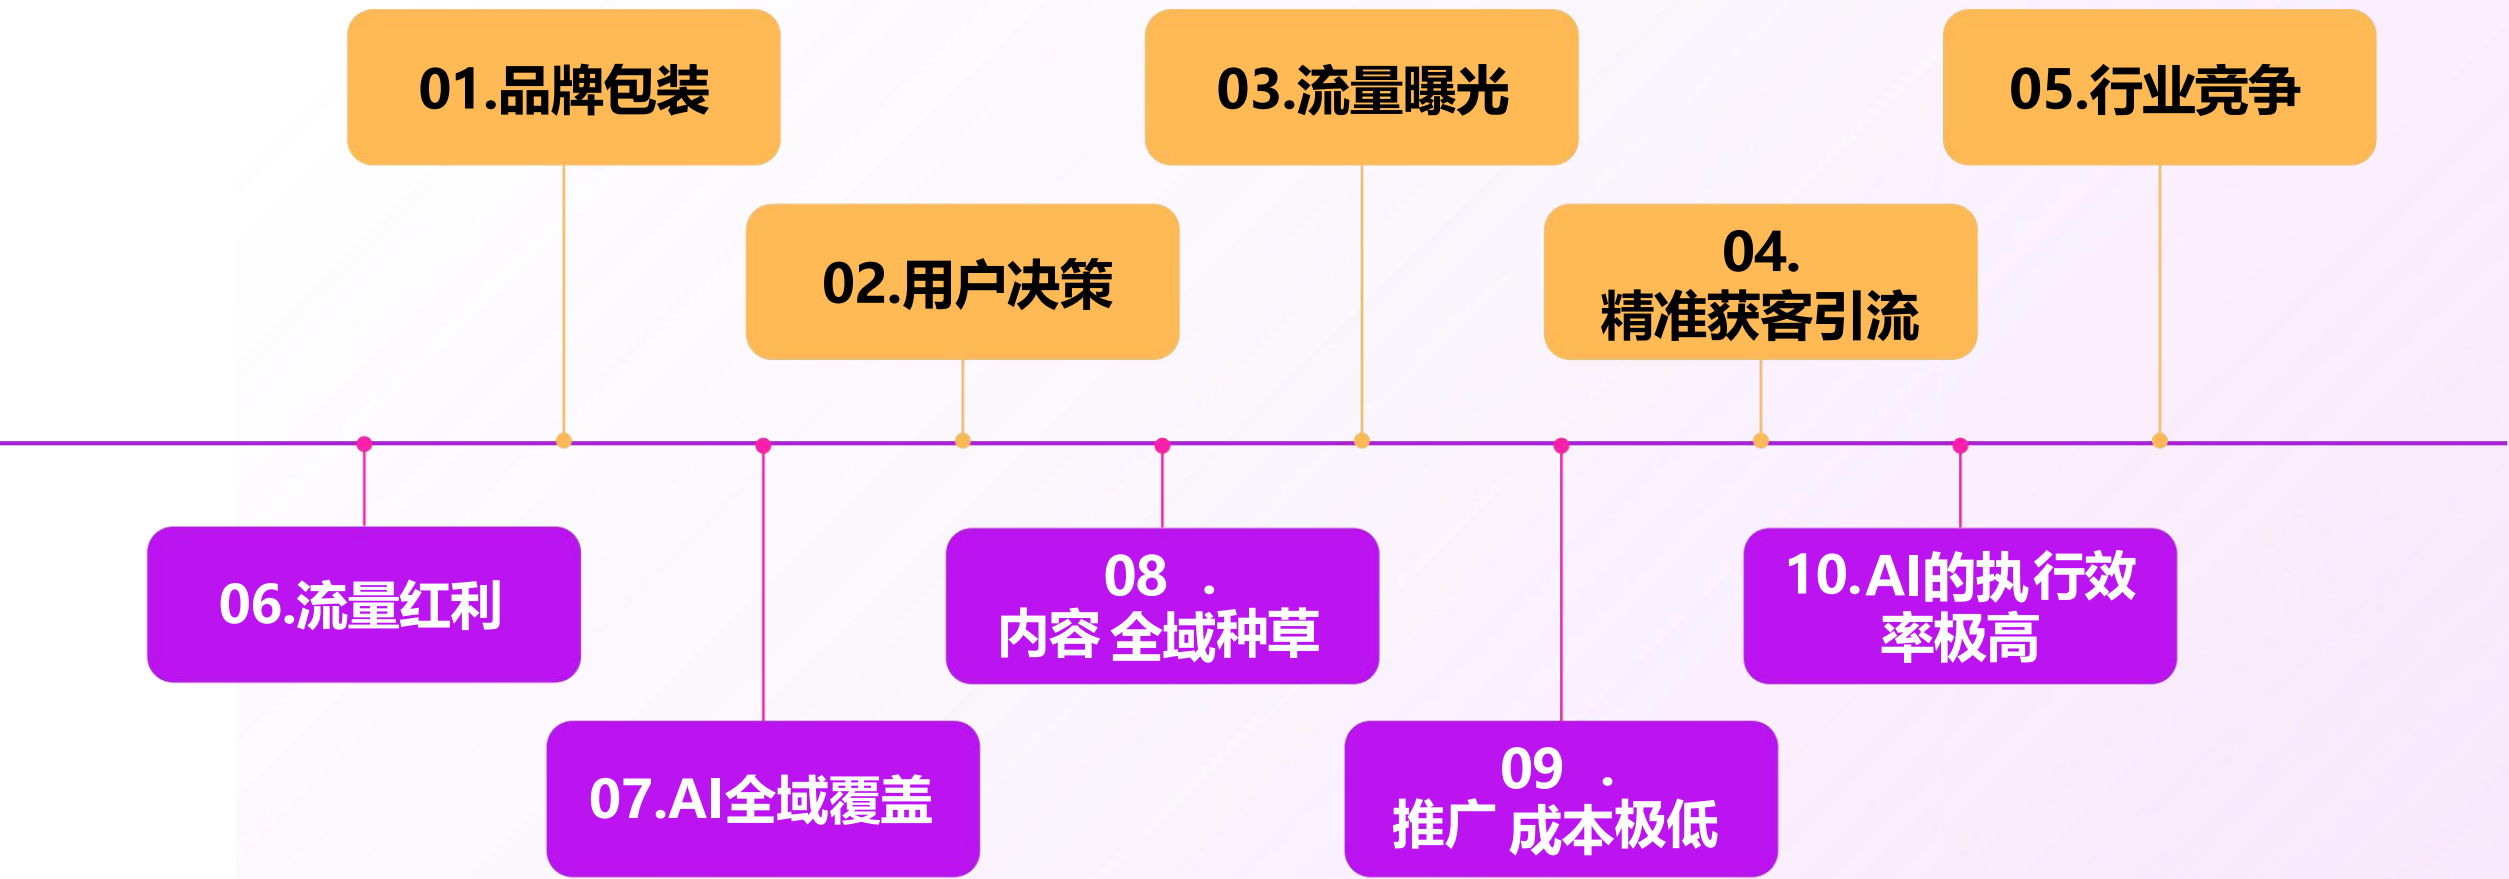 01.品牌包装
02.用户决策
03.流量曝光
04.
精准获客引流
05.行业竞争
06.流量红利
07.AI全域覆盖
08 .
内容全域种草
09 .
推广成本极低
10.AI的执行效
率极高